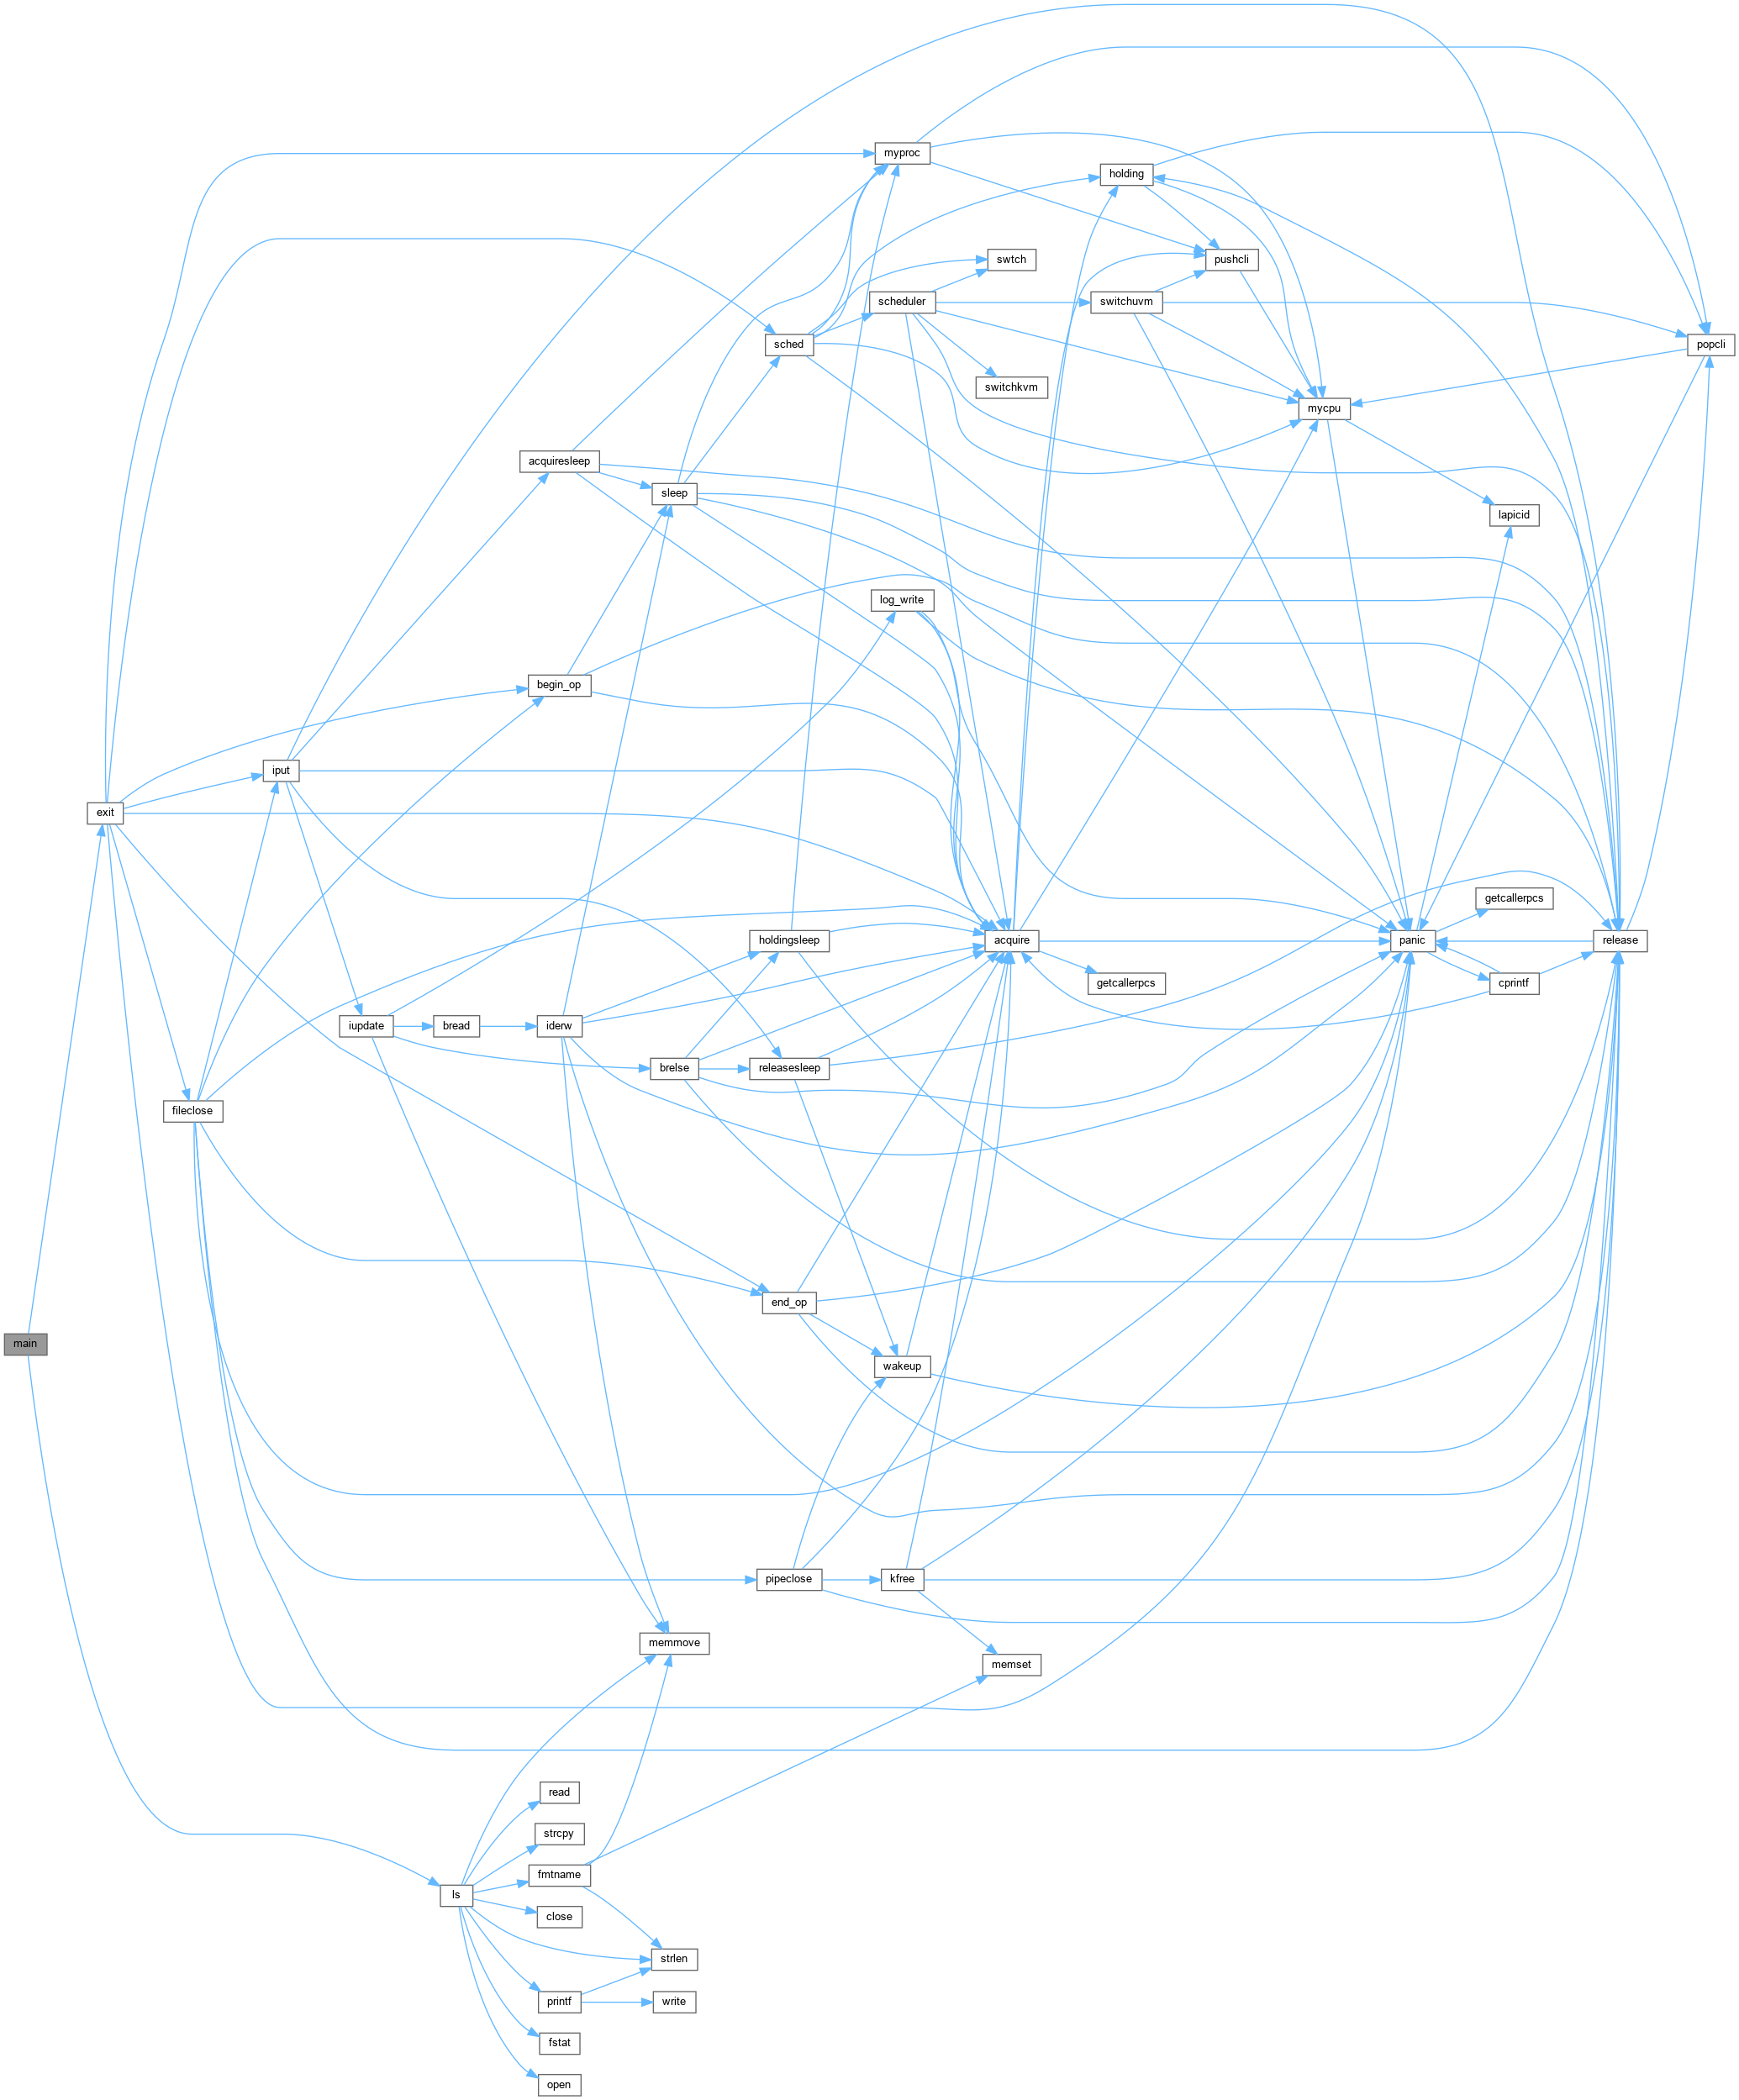 myproc
holding
pushcli
swtch
scheduler
switchuvm
sched
popcli
switchkvm
mycpu
acquiresleep
sleep
lapicid
log_write
begin_op
iput
exit
getcallerpcs
holdingsleep
acquire
panic
release
getcallerpcs
cprintf
iupdate
bread
iderw
brelse
releasesleep
fileclose
end_op
main
wakeup
pipeclose
kfree
memmove
memset
read
strcpy
fmtname
ls
close
strlen
printf
write
fstat
open